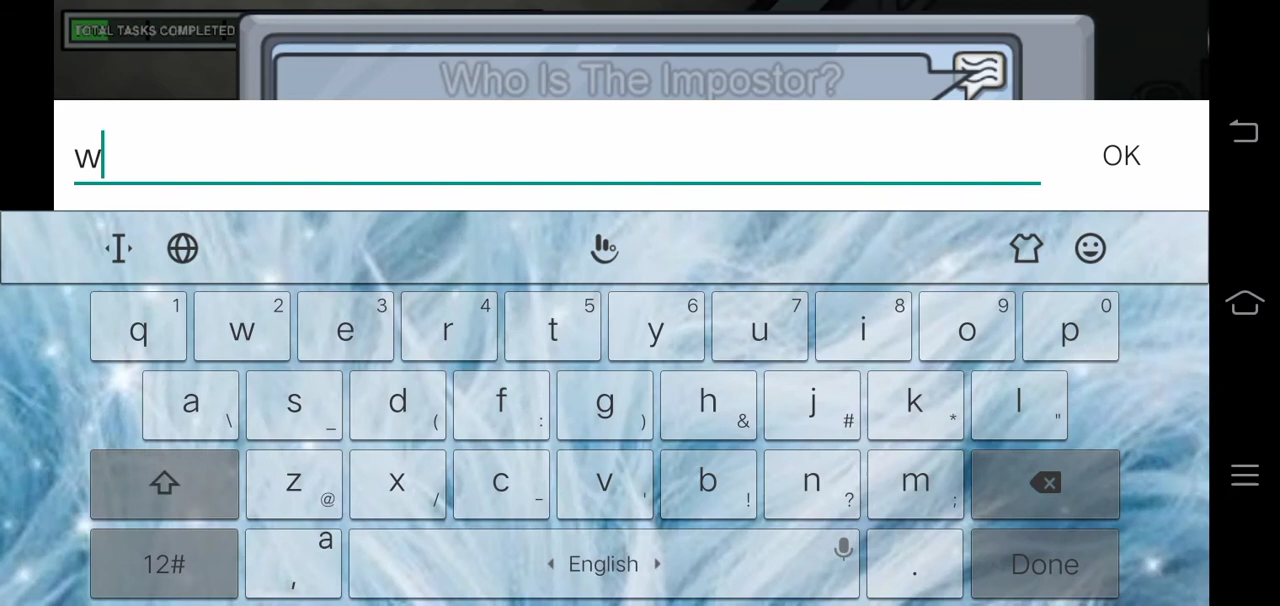 TOTAL TASKS COMPLETED
Who Is The Impostor?
w
OK
1 2 3 4 5 6 7 8 9 0
q w e r t y u i o p
a s d f g h j k l
\ _ ( : ) & # * "
z x c v b n m
@ / - ' ! ? ;
12# a , English . Done